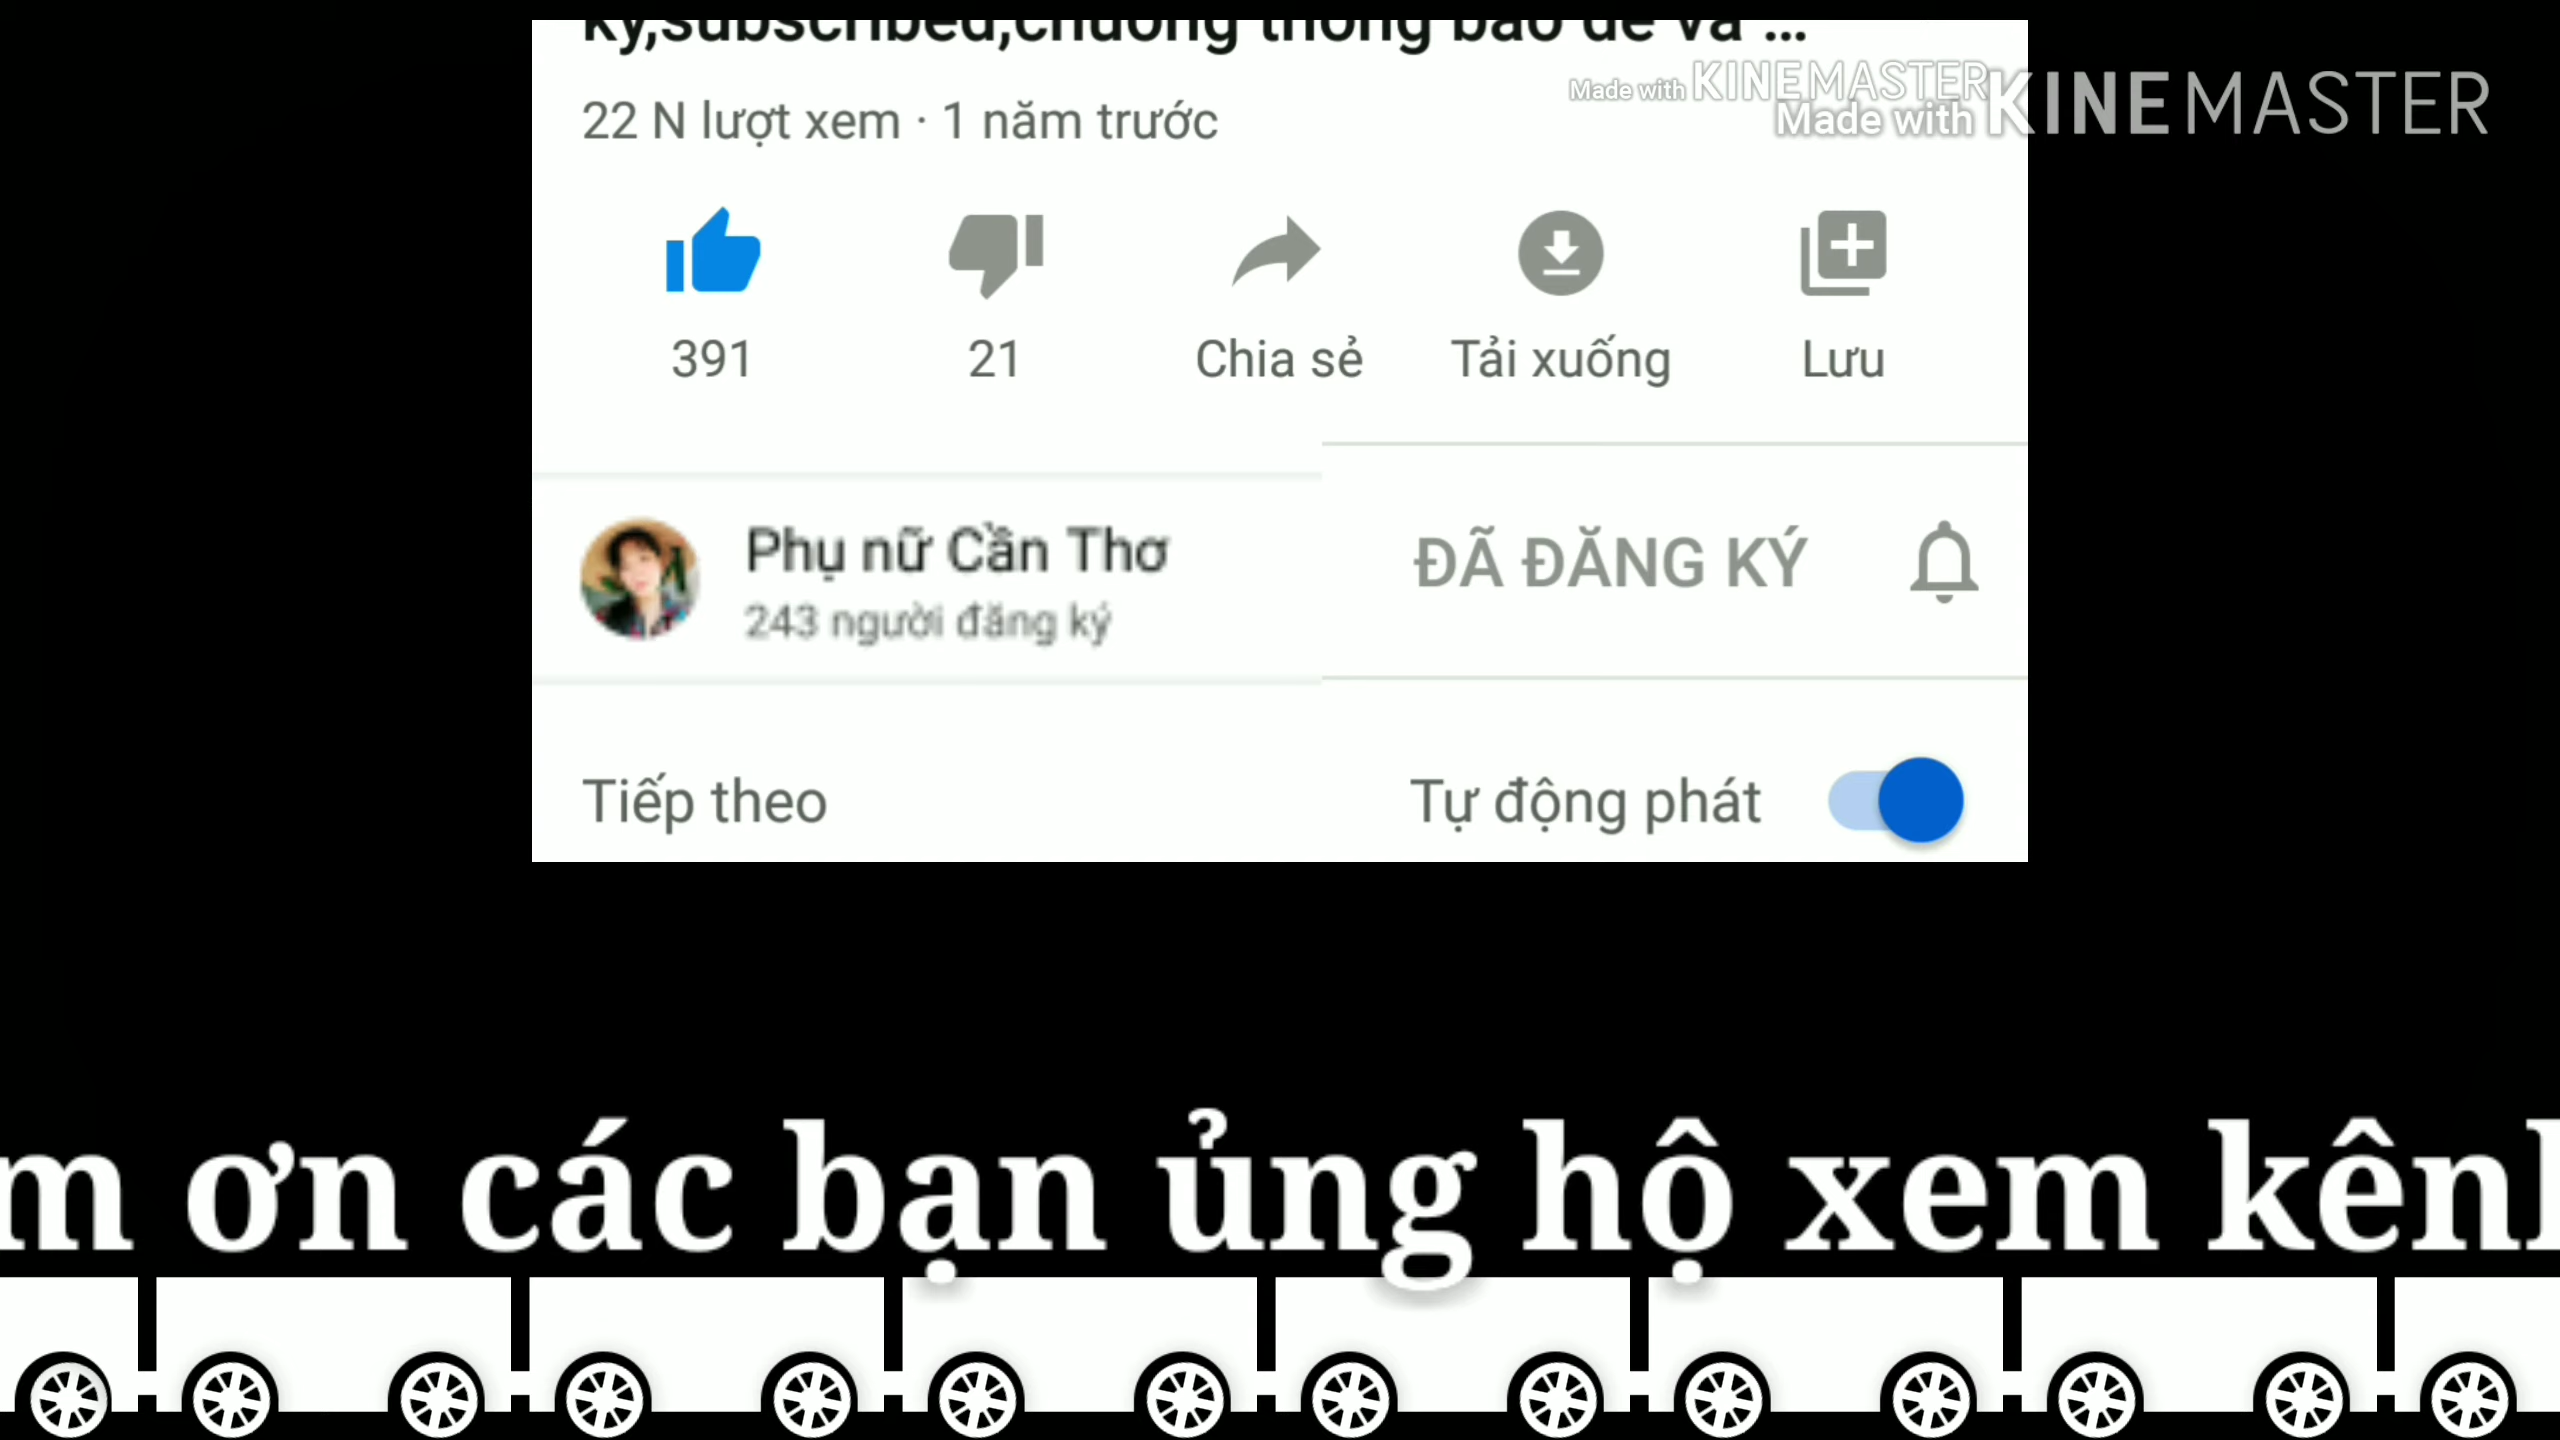 22 N lượt xem · 1 năm trước
Made with KINEMASTER
Made with KINEMASTER
391 21 Chia sẻ Tải xuống Lưu
Phụ nữ Cần Thơ
243 người đăng ký
ĐÃ ĐĂNG KÝ
Tiếp theo Tự động phát
ơn các bạn ủng hộ xem